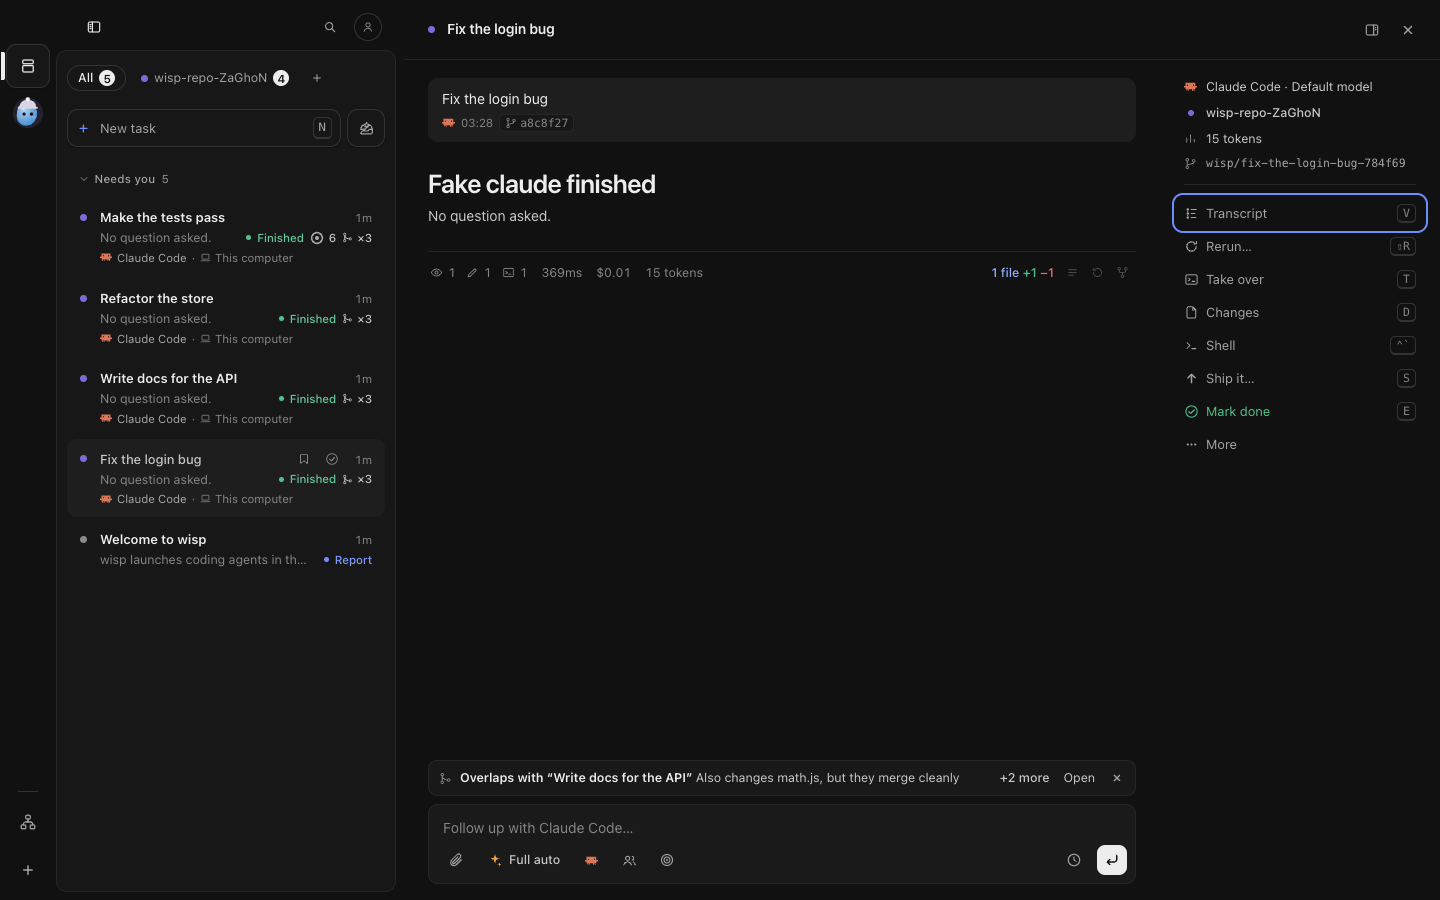 All 5
wisp-repo-ZaGhoN 4
New task N
Needs you 5
Make the tests pass 1m
No question asked. Finished 6 ×3
Claude Code · This computer
Refactor the store 1m
No question asked. Finished ×3
Claude Code · This computer
Write docs for the API 1m
No question asked. Finished ×3
Claude Code · This computer
Fix the login bug 1m
No question asked. Finished ×3
Claude Code · This computer
Welcome to wisp 1m
wisp launches coding agents in th… Report
Fix the login bug
Fix the login bug
03:28 a8c8f27
Fake claude finished
No question asked.
1 1 1 369ms $0.01 15 tokens 1 file +1 −1
Overlaps with “Write docs for the API” Also changes math.js, but they merge cleanly +2 more Open
Follow up with Claude Code…
Full auto
Claude Code · Default model
wisp-repo-ZaGhoN
15 tokens
wisp/fix-the-login-bug-784f69
Transcript V
Rerun… ⇧R
Take over T
Changes D
Shell ⌃`
Ship it… S
Mark done E
More